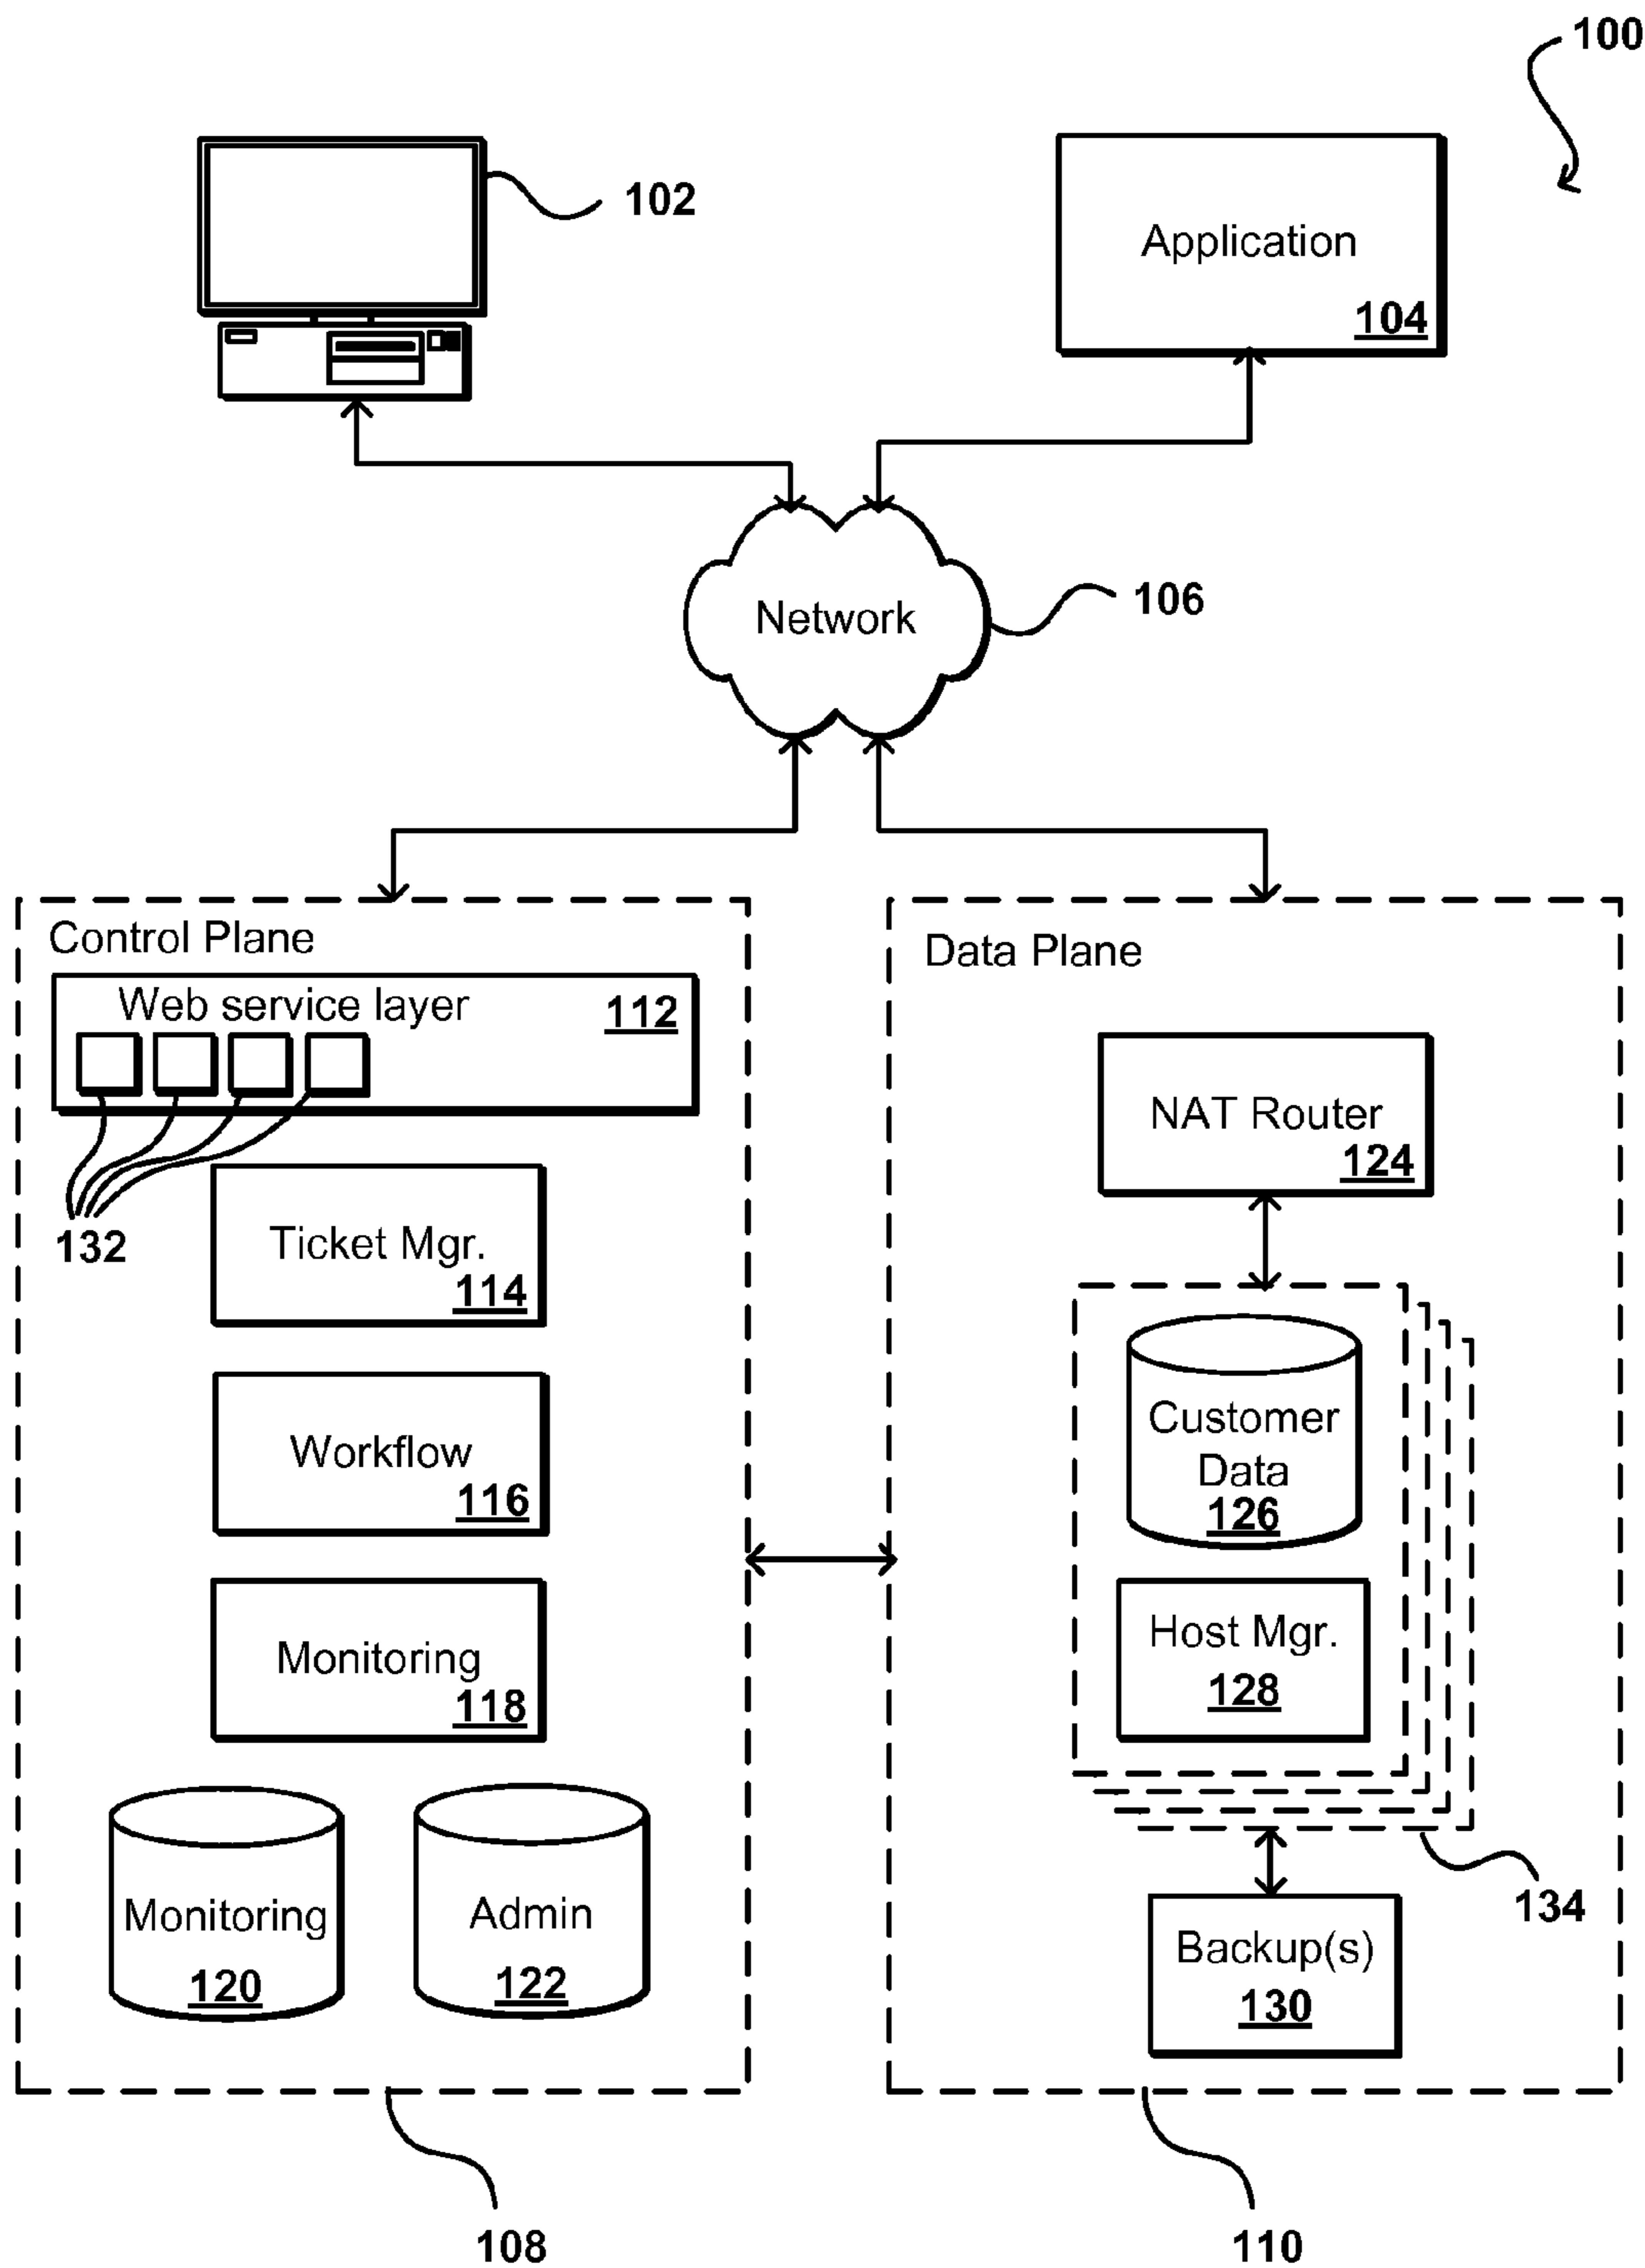 100
102
Application
104
Network
106
Control Plane
Web service layer
112
132
Ticket Mgr.
114
Workflow
116
Monitoring
118
Monitoring
120
Admin
122
108
Data Plane
NAT Router
124
Customer
Data
126
Host Mgr.
128
134
Backup(s)
130
110